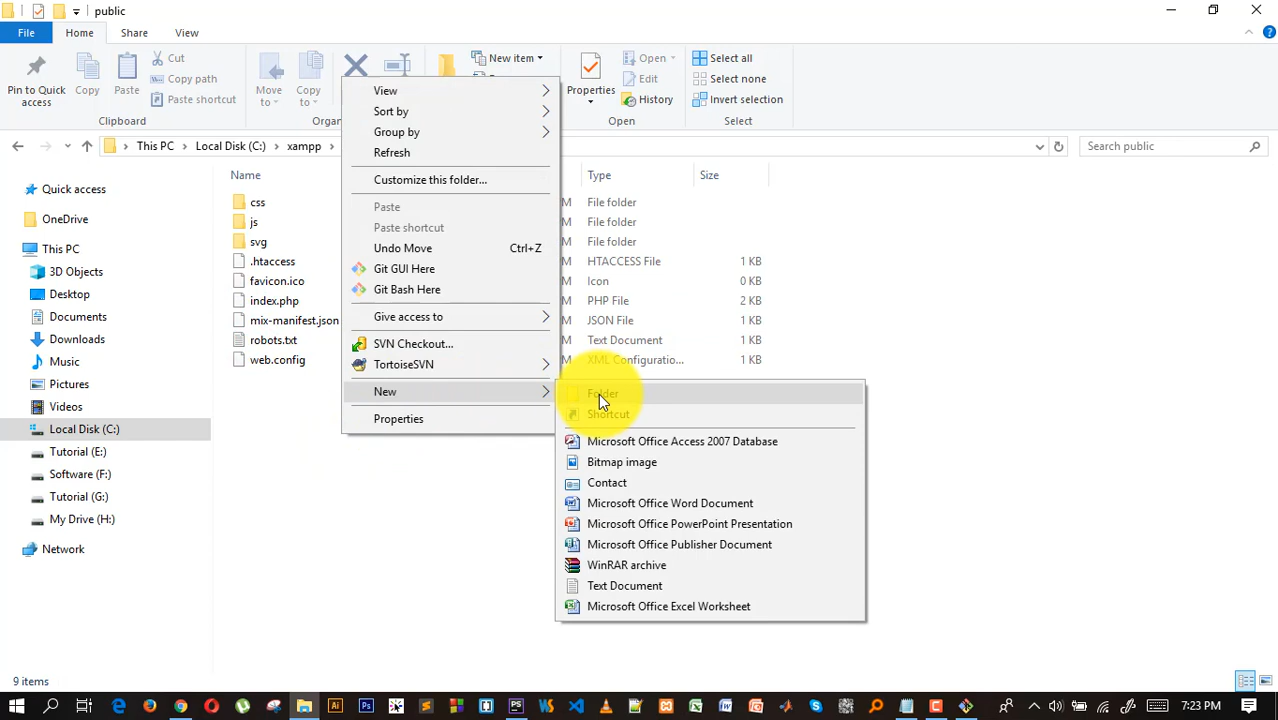 public
File Home Share View
Pin to Quick access
Copy
Paste
Cut
Copy path
Paste shortcut
Clipboard
Move to
Copy to
New item
Properties
Open
Edit
History
Open
Select all
Select none
Invert selection
Select
This PC > Local Disk (C:) > xampp >
Search public
Name Type Size
Quick access
OneDrive
This PC
3D Objects
Desktop
Documents
Downloads
Music
Pictures
Videos
Local Disk (C:)
Tutorial (E:)
Software (F:)
Tutorial (G:)
My Drive (H:)
Network
css M File folder
js M File folder
svg M File folder
.htaccess M HTACCESS File 1 KB
favicon.ico M Icon 0 KB
index.php M PHP File 2 KB
mix-manifest.json M JSON File 1 KB
robots.txt M Text Document 1 KB
web.config M XML Configuratio... 1 KB
View
Sort by
Group by
Refresh
Customize this folder...
Paste
Paste shortcut
Undo Move Ctrl+Z
Git GUI Here
Git Bash Here
Give access to
SVN Checkout...
TortoiseSVN
New
Properties
Folder
Shortcut
Microsoft Office Access 2007 Database
Bitmap image
Contact
Microsoft Office Word Document
Microsoft Office PowerPoint Presentation
Microsoft Office Publisher Document
WinRAR archive
Text Document
Microsoft Office Excel Worksheet
9 items
7:23 PM